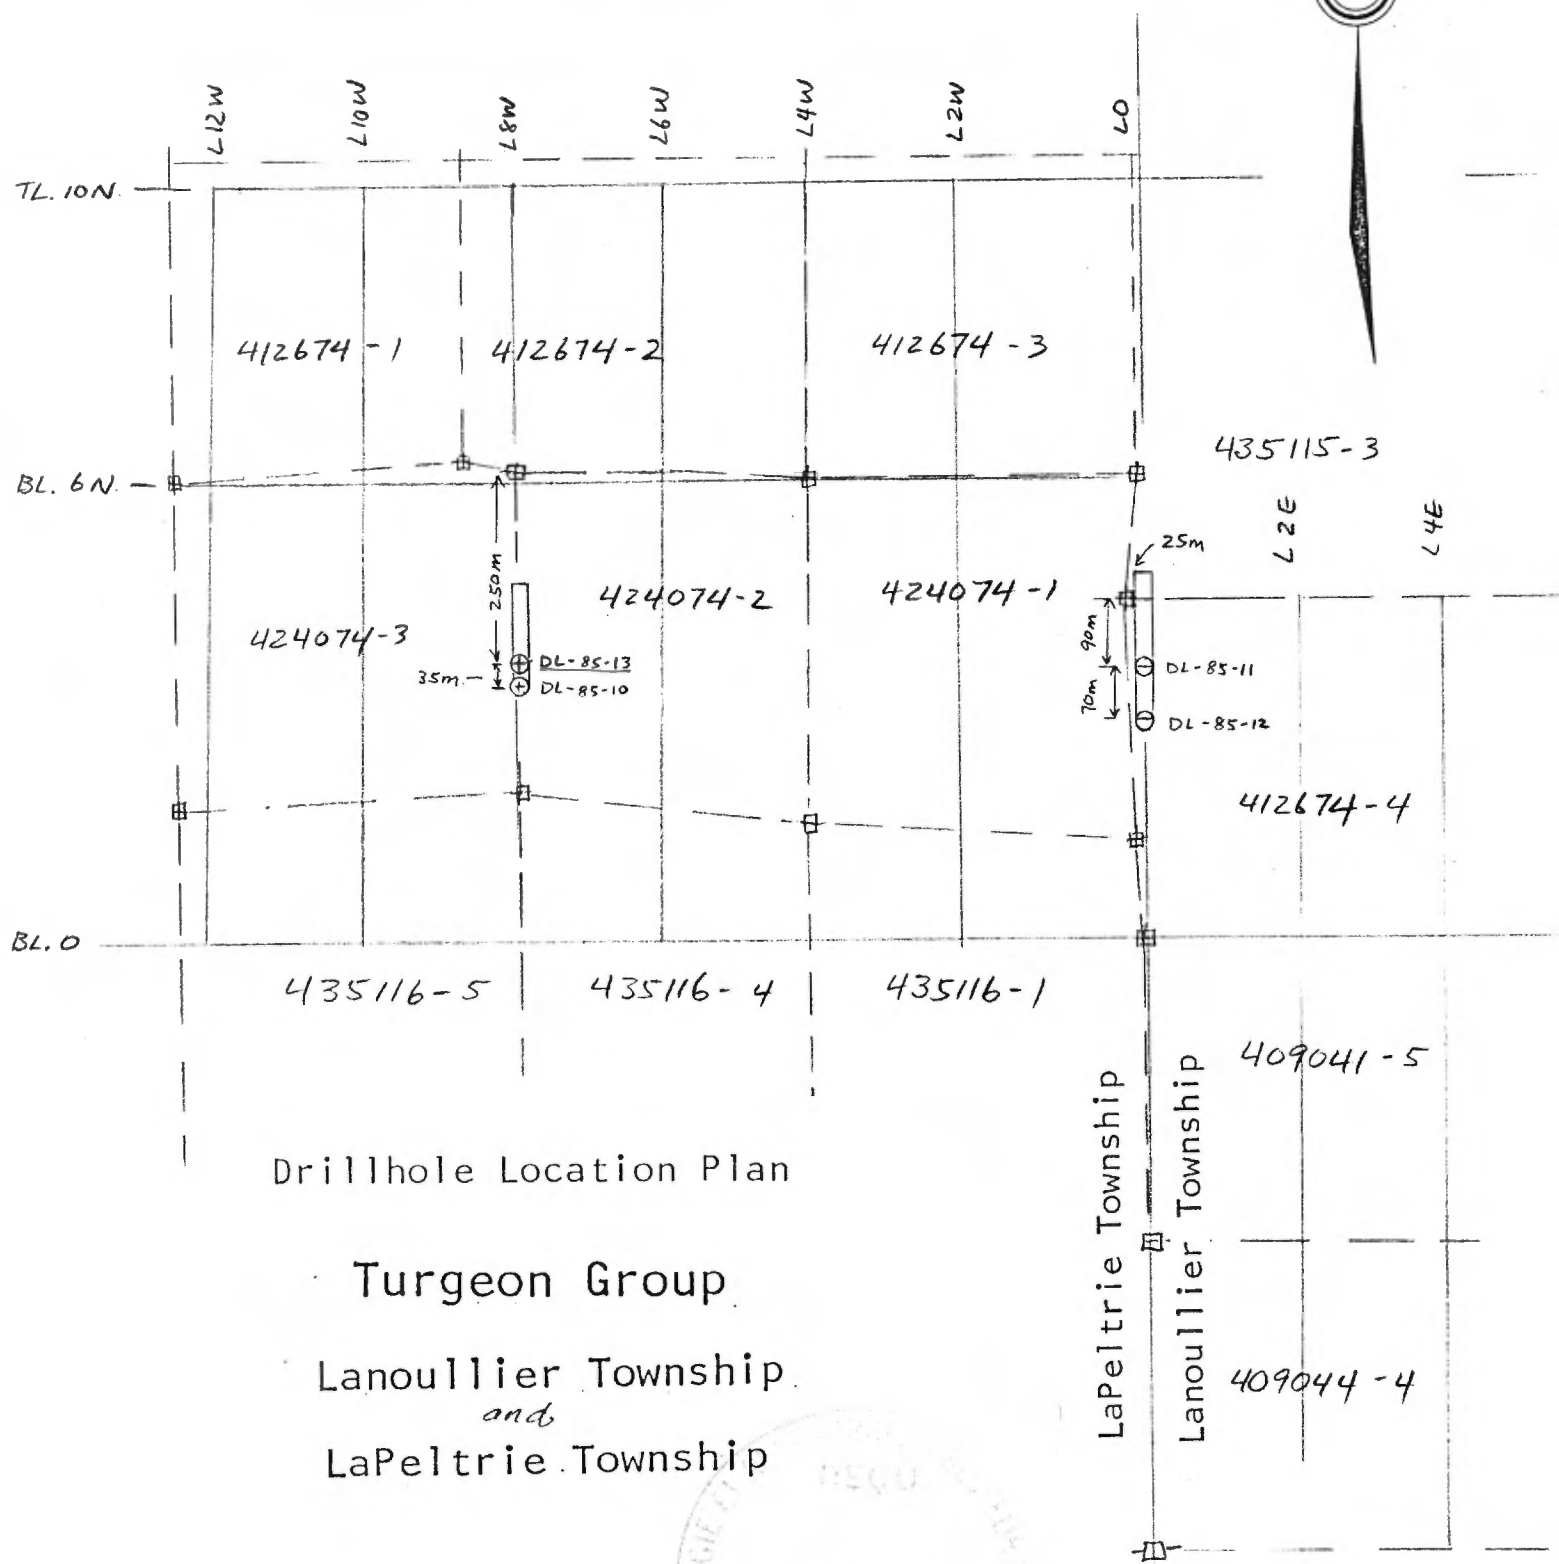 L12W
L10W
L8W
L6W
L4W
L2W
L0
TL. 10N.
412674-1
412674-2
412674-3
435115-3
BL. 6N.
L2E
L4E
25m
250m
424074-2
424074-1
90m
424074-3
DL-85-13
35m.
DL-85-10
DL-85-11
70m
DL-85-12
412674-4
BL. 0
435116-5
435116-4
435116-1
409041-5
LaPeltrie Township
Lanoullier Township
Drillhole Location Plan
Turgeon Group
Lanoullier Township
and
LaPeltrie Township
409044-4
REÇU